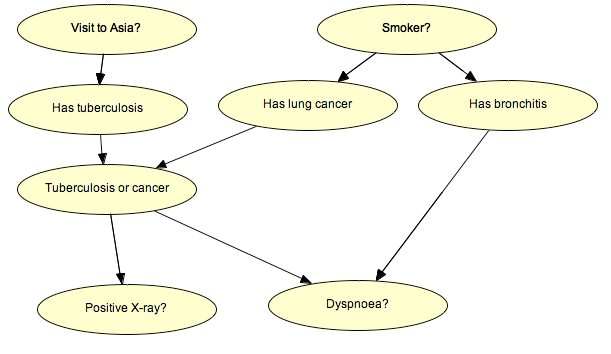 Visit to Asia?
Smoker?
Has tuberculosis
Has lung cancer
Has bronchitis
Tuberculosis or cancer
Positive X-ray?
Dyspnoea?